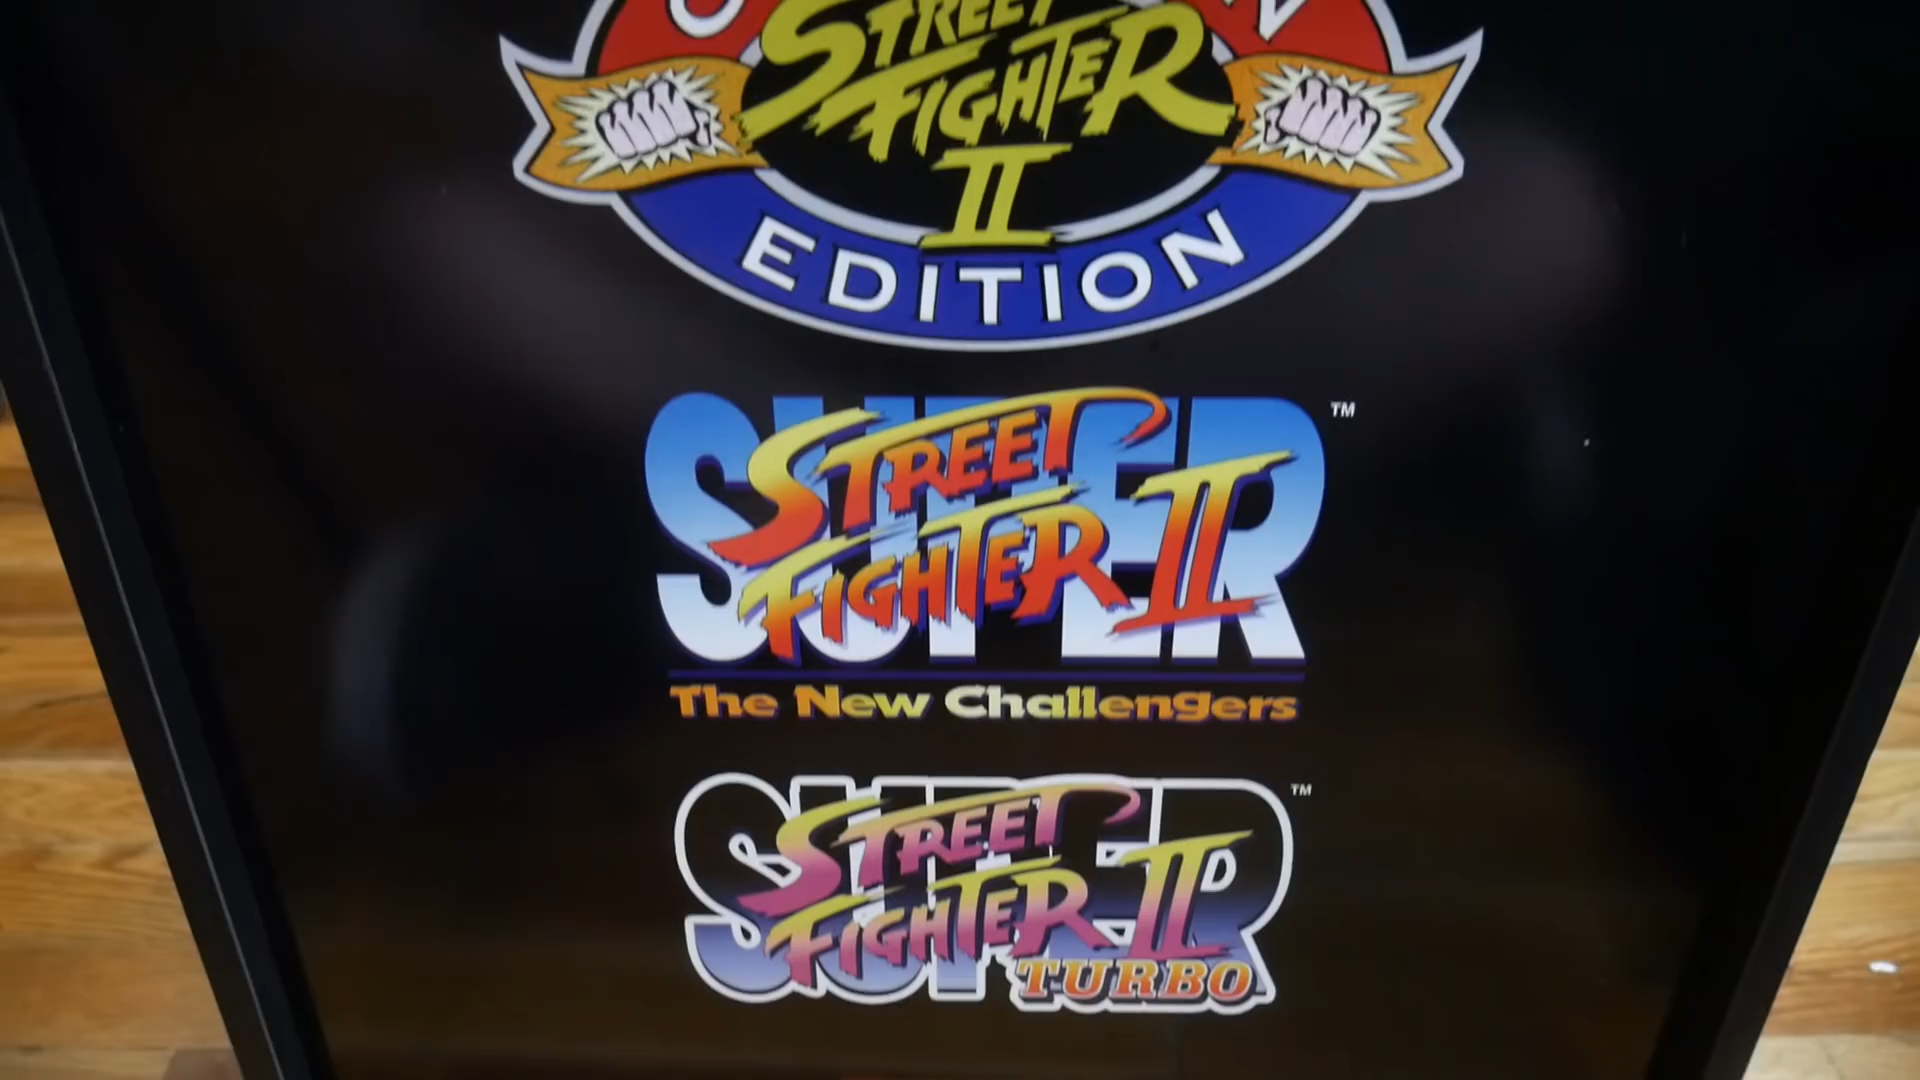 STREET
FIGHTER
II
EDITION
SUPER
STREET
FIGHTER II
TM
The New Challengers
SUPER
STREET
FIGHTER II
TURBO
TM